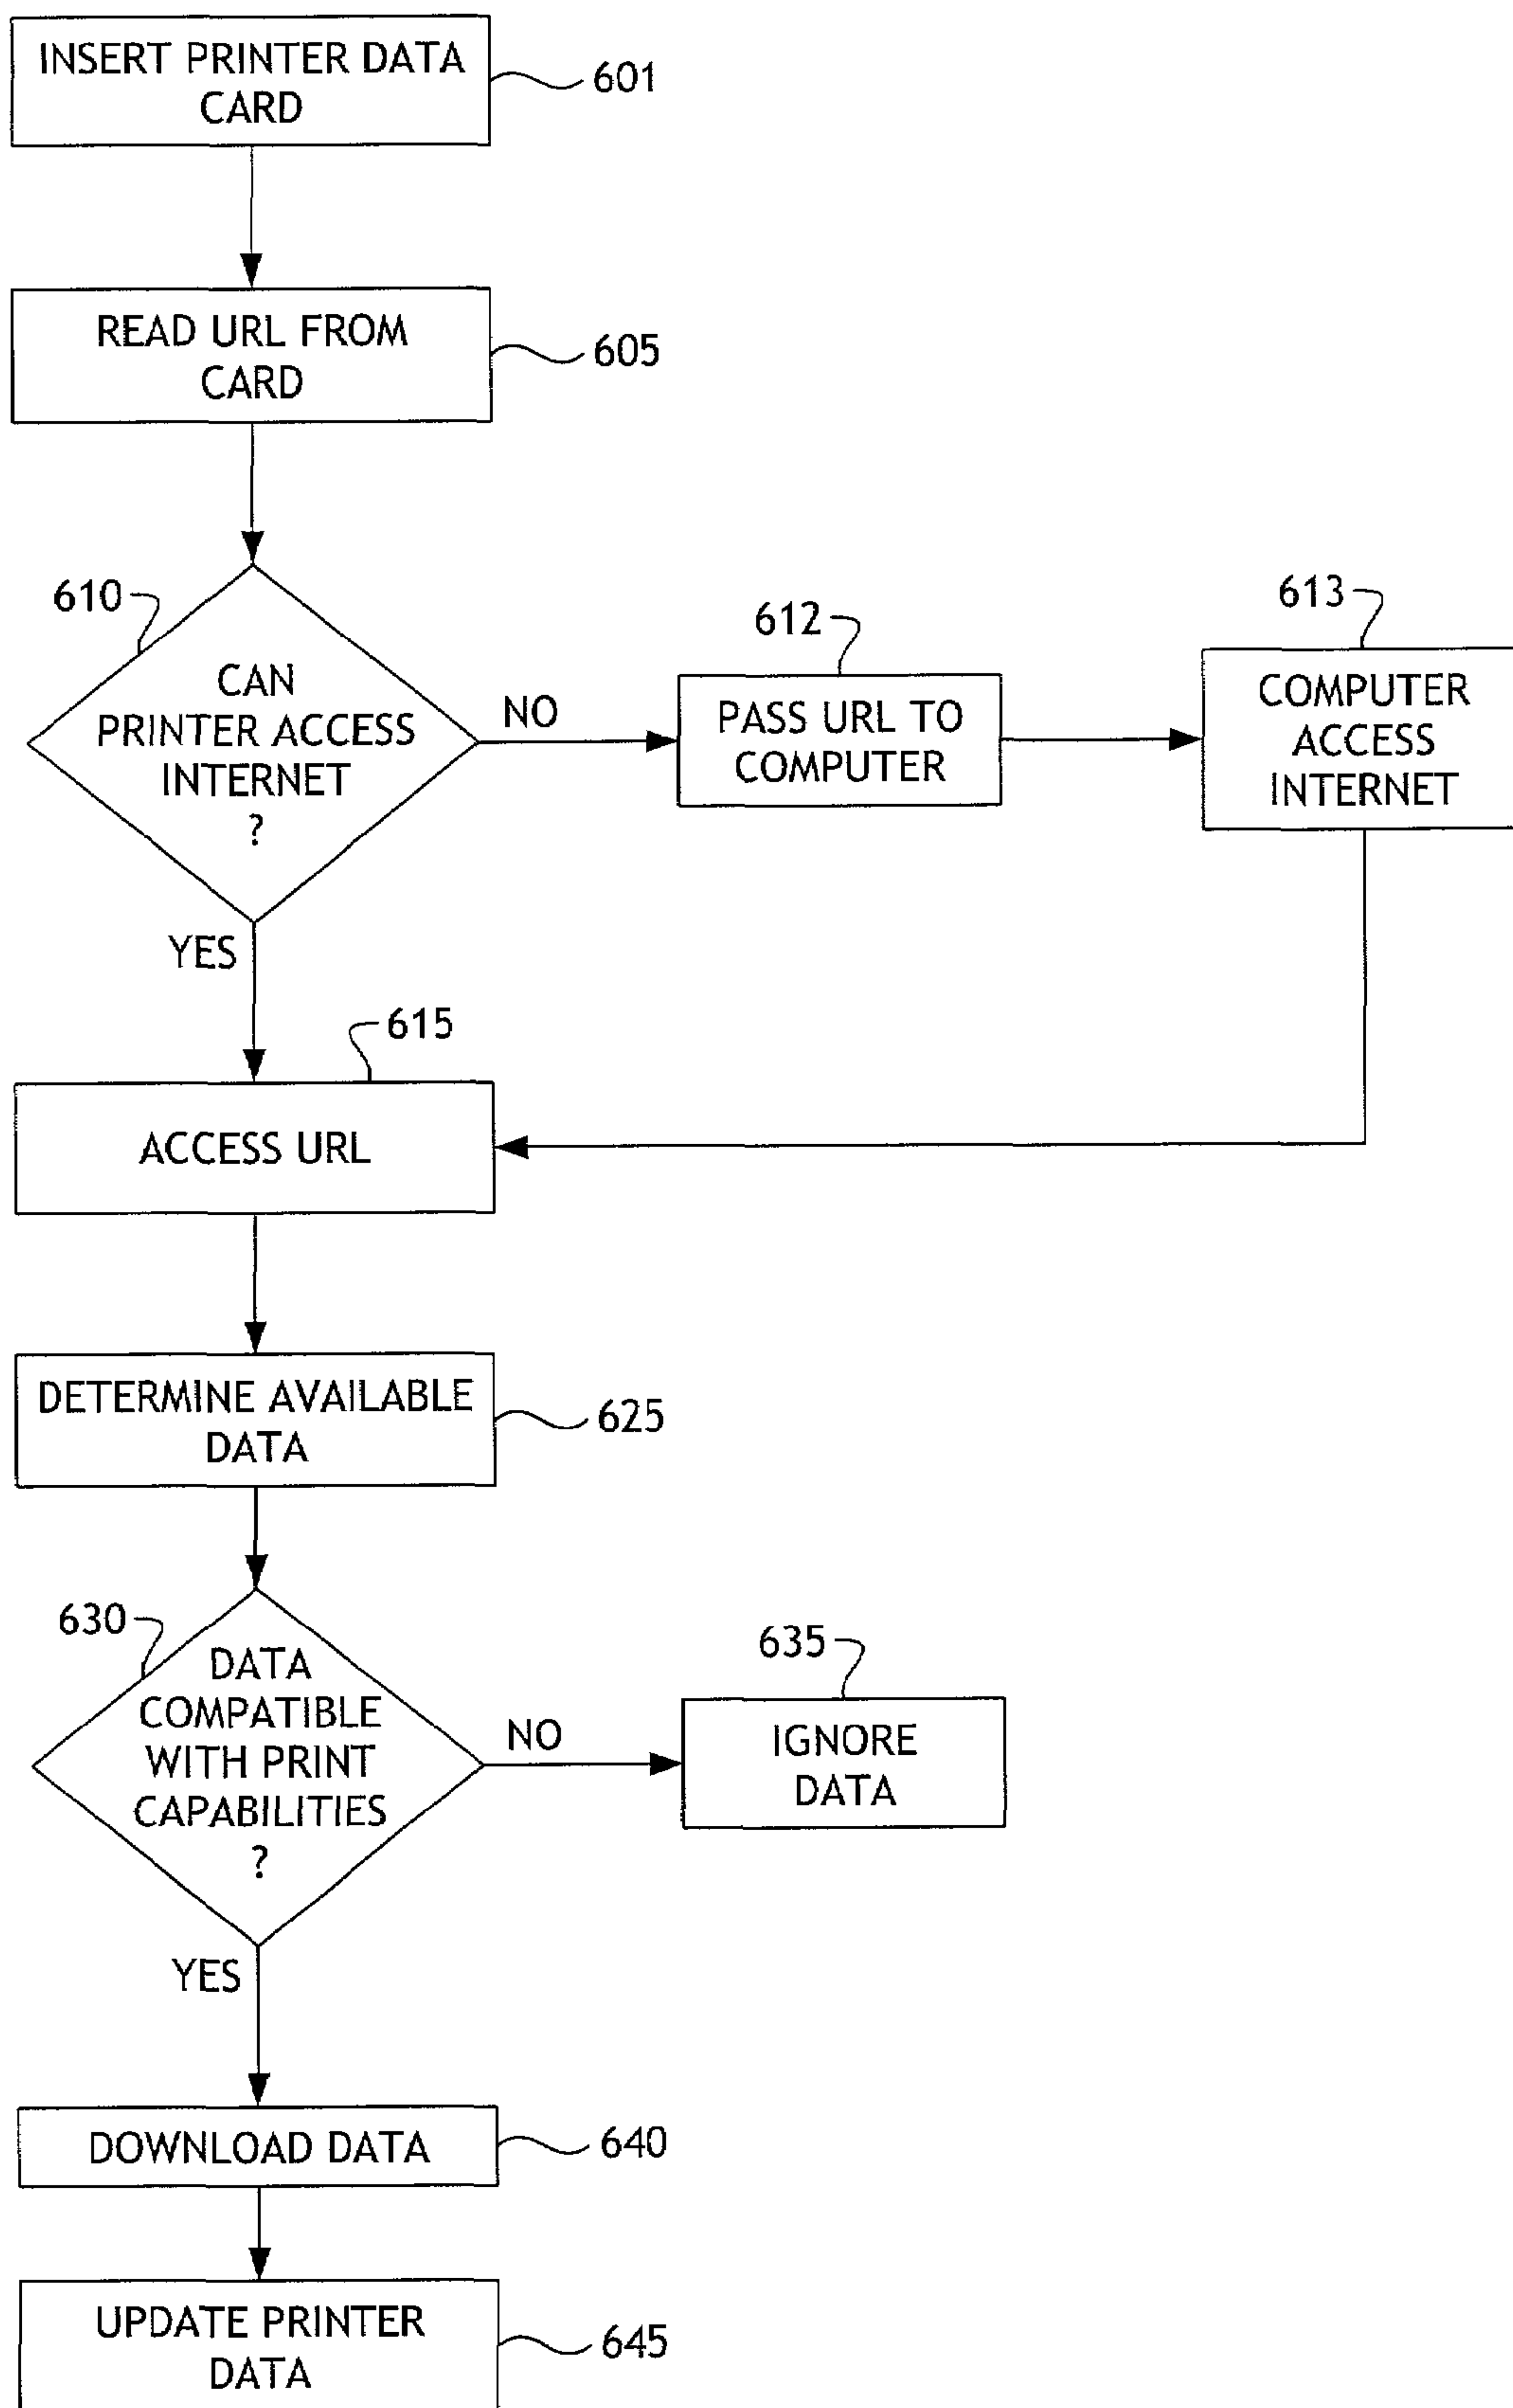 INSERT PRINTER DATA
CARD
601
READ URL FROM
CARD
605
610
CAN
PRINTER ACCESS
INTERNET
?
NO
612
PASS URL TO
COMPUTER
613
COMPUTER
ACCESS
INTERNET
YES
615
ACCESS URL
DETERMINE AVAILABLE
DATA
625
630
DATA
COMPATIBLE
WITH PRINT
CAPABILITIES
?
NO
635
IGNORE
DATA
YES
DOWNLOAD DATA
640
UPDATE PRINTER
DATA
645